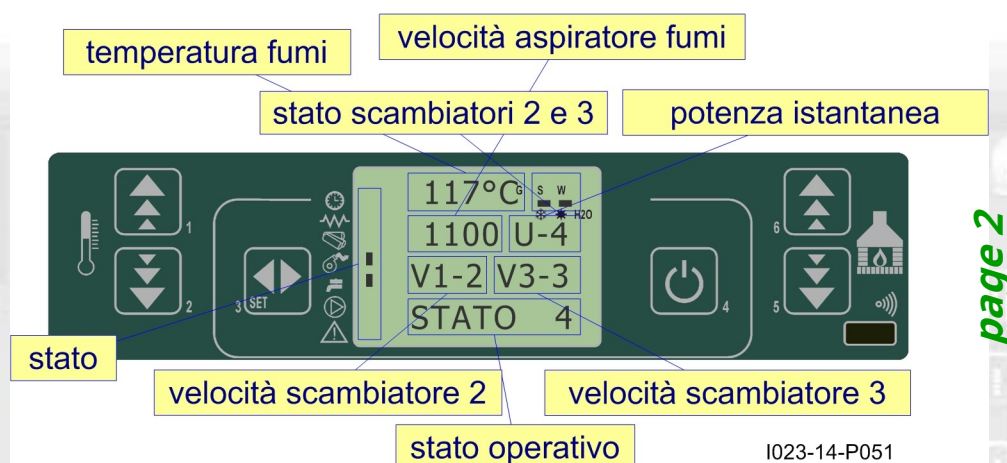 velocità aspiratore fumi
temperatura fumi
stato scambiatori 2 e 3
potenza istantanea
117°C G S W
H2O
1100 U-4
V1-2 V3-3
STATO 4
1
2
3 SET
4
5
6
stato
velocità scambiatore 2
velocità scambiatore 3
stato operativo
I023-14-P051
page 2